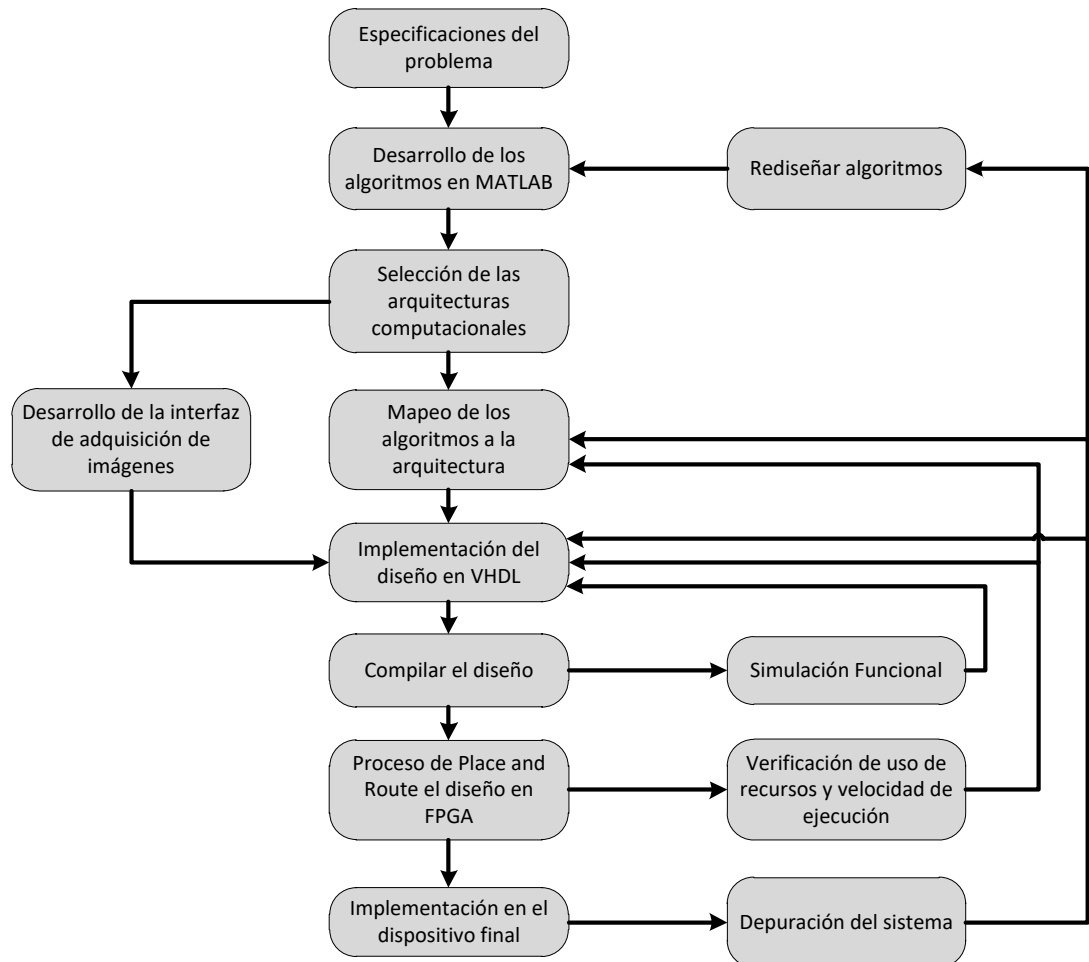 Especificaciones del
problema
Desarrollo de los
algoritmos en MATLAB
Rediseñar algoritmos
Selección de las
arquitecturas
computacionales
Desarrollo de la interfaz
de adquisición de
imágenes
Mapeo de los
algoritmos a la
arquitectura
Implementación del
diseño en VHDL
Compilar el diseño
Simulación Funcional
Proceso de Place and
Route el diseño en
FPGA
Verificación de uso de
recursos y velocidad de
ejecución
Implementación en el
dispositivo final
Depuración del sistema